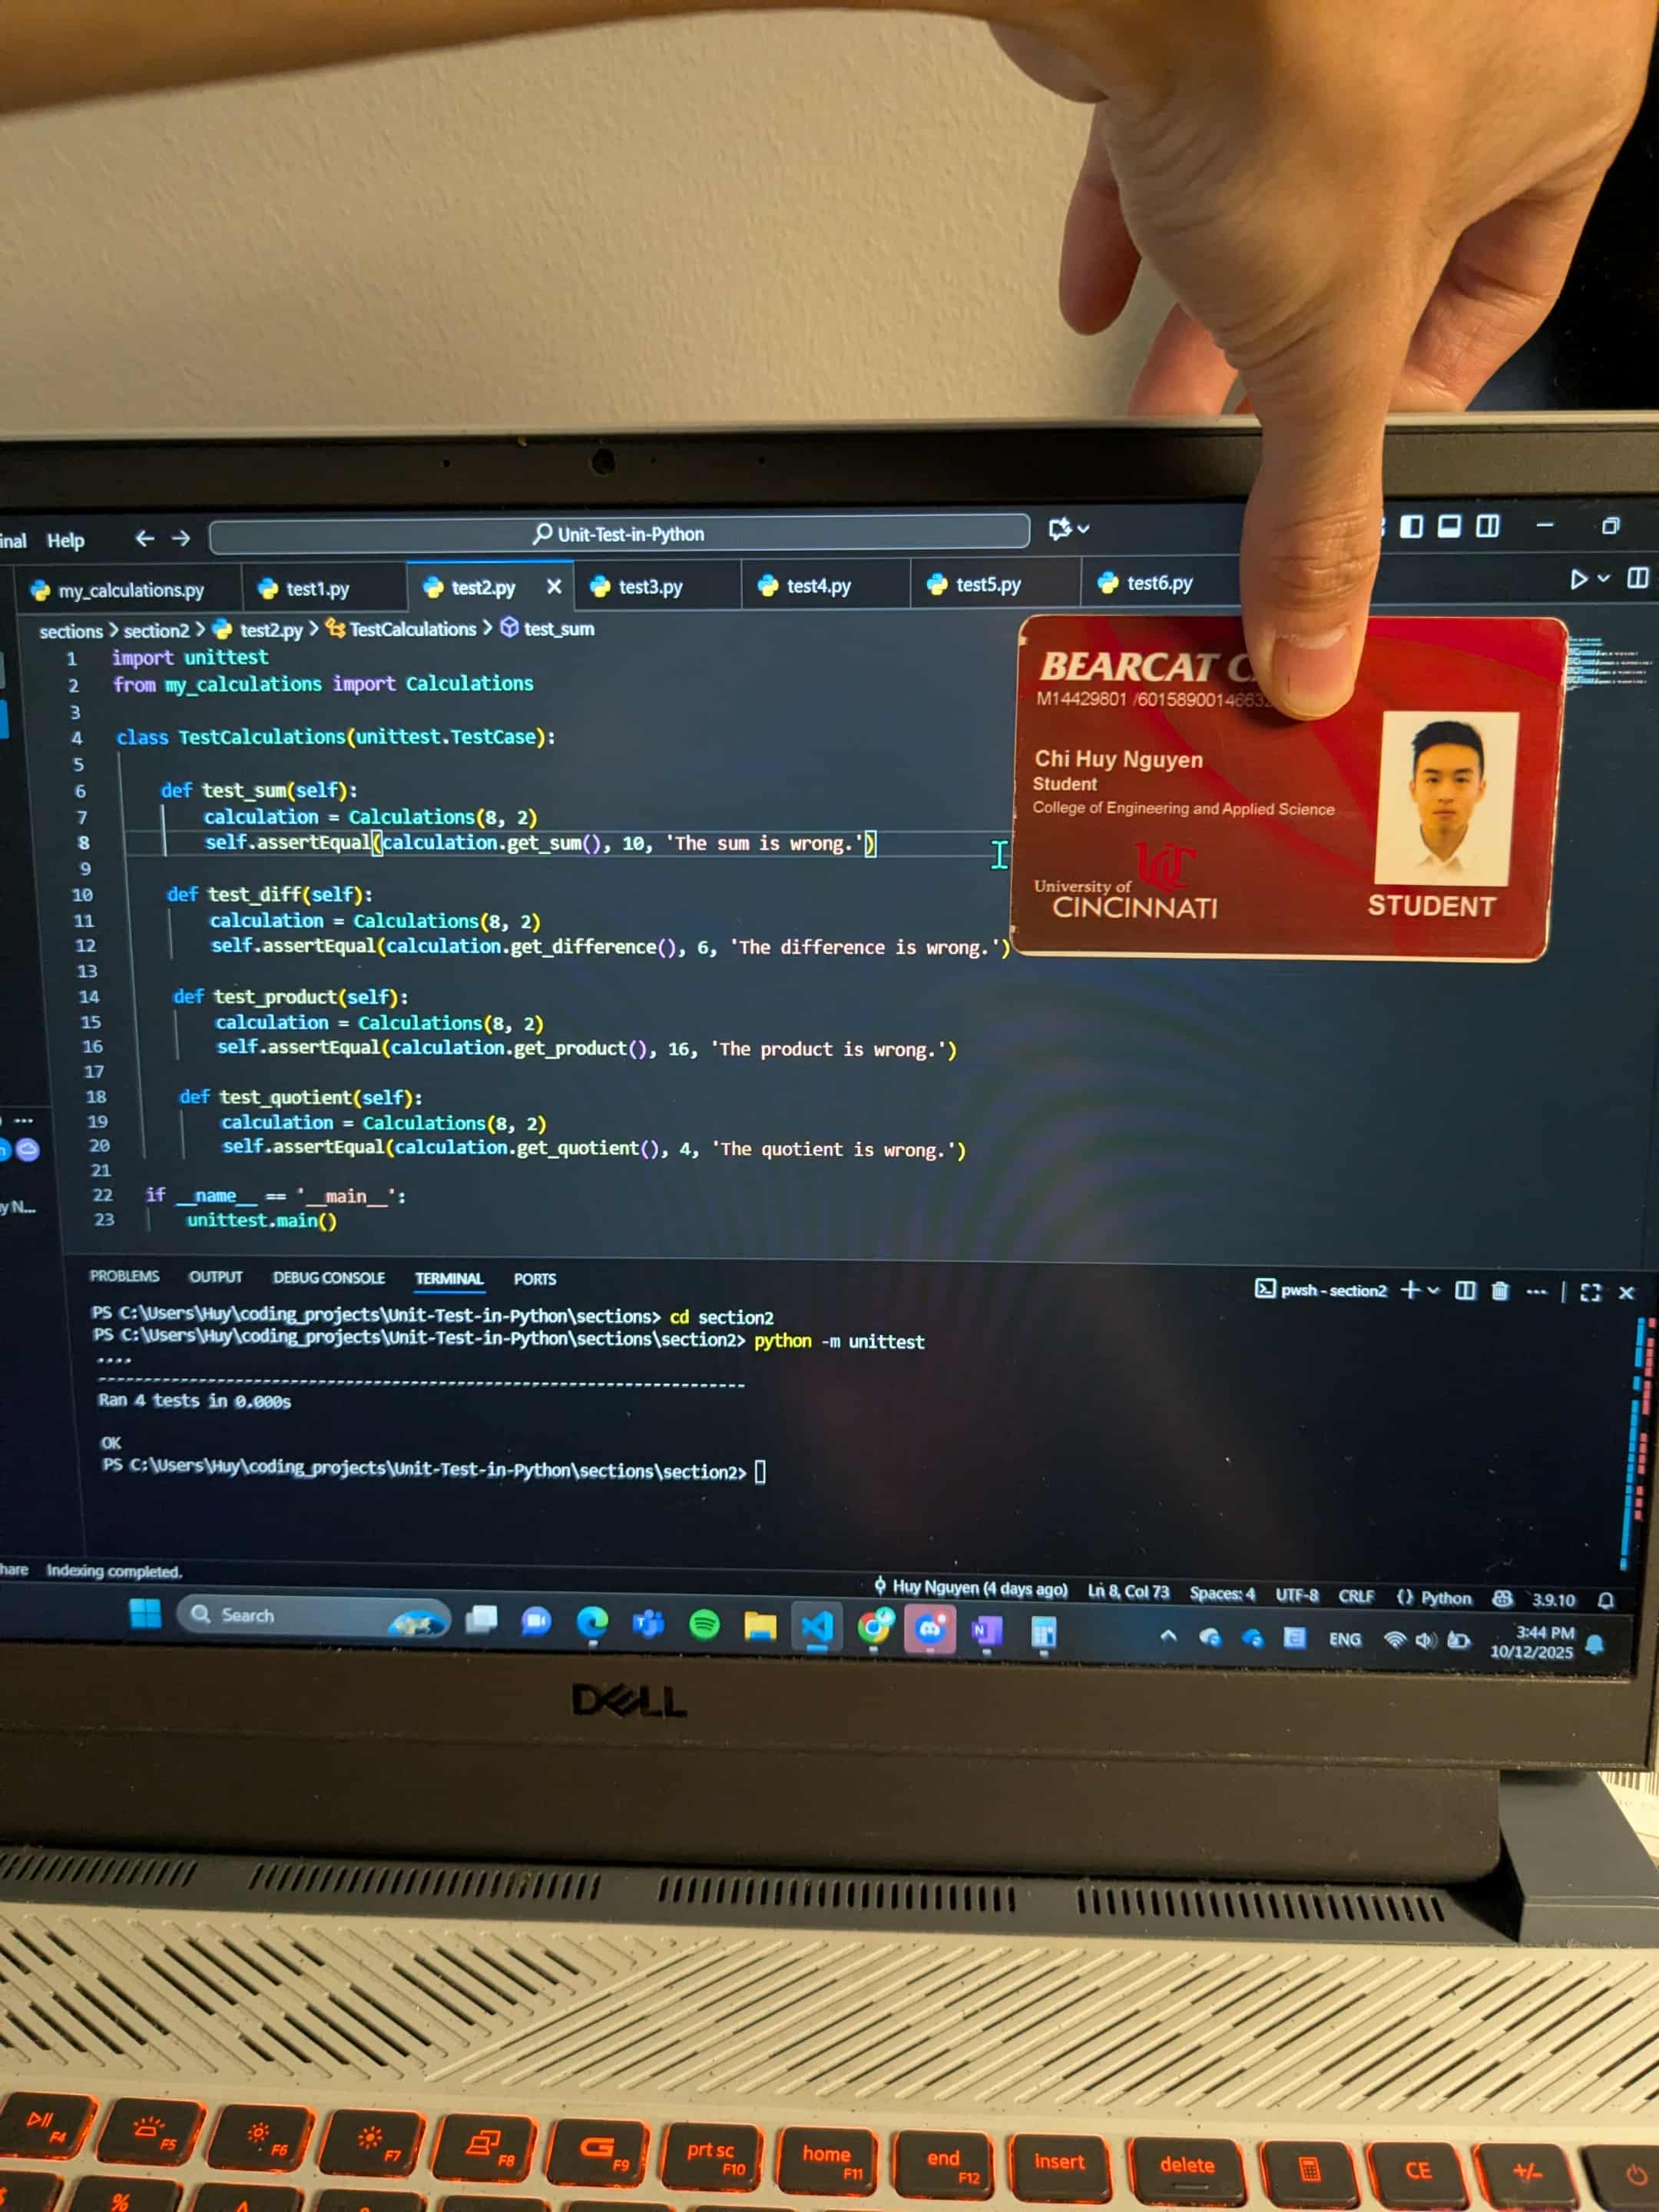 inal Help
Unit-Test-in-Python
my_calculations.py test1.py test2.py test3.py test4.py test5.py test6.py
sections > section2 > test2.py > TestCalculations > test_sum
1 import unittest
2 from my_calculations import Calculations
3
4 class TestCalculations(unittest.TestCase):
5
6 def test_sum(self):
7 calculation = Calculations(8, 2)
8 self.assertEqual(calculation.get_sum(), 10, 'The sum is wrong.')
9
10 def test_diff(self):
11 calculation = Calculations(8, 2)
12 self.assertEqual(calculation.get_difference(), 6, 'The difference is wrong.')
13
14 def test_product(self):
15 calculation = Calculations(8, 2)
16 self.assertEqual(calculation.get_product(), 16, 'The product is wrong.')
17
18 def test_quotient(self):
19 calculation = Calculations(8, 2)
20 self.assertEqual(calculation.get_quotient(), 4, 'The quotient is wrong.')
21
22 if __name__ == '__main__':
23 unittest.main()
BEARCAT C
M14429801 /6015890014663
Chi Huy Nguyen
Student
College of Engineering and Applied Science
UC
University of
CINCINNATI
STUDENT
y N...
PROBLEMS OUTPUT DEBUG CONSOLE TERMINAL PORTS
pwsh - section2
PS C:\Users\Huy\coding_projects\Unit-Test-in-Python\sections> cd section2
PS C:\Users\Huy\coding_projects\Unit-Test-in-Python\sections\section2> python -m unittest
....
----------------------------------------------------------------------
Ran 4 tests in 0.000s
OK
PS C:\Users\Huy\coding_projects\Unit-Test-in-Python\sections\section2>
hare Indexing completed.
Huy Nguyen (4 days ago) Ln 8, Col 73 Spaces: 4 UTF-8 CRLF {} Python 3.9.10
Search
ENG
3:44 PM
10/12/2025
DELL
F4 F5 F6 F7 F8 G F9 prt sc F10 home F11 end F12 insert delete CE +/-
%